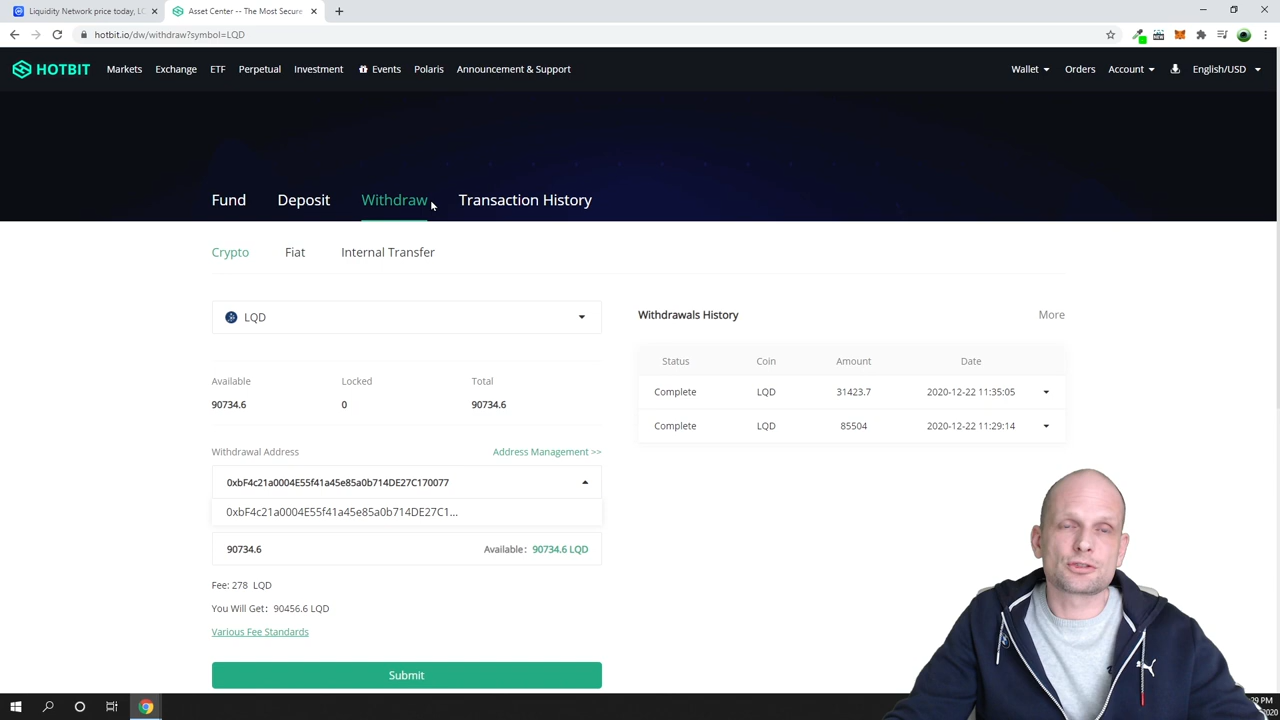 Liquidity Network price today, LC
Asset Center -- The Most Secure
hotbit.io/dw/withdraw?symbol=LQD
HOTBIT Markets Exchange ETF Perpetual Investment Events Polaris Announcement & Support Wallet Orders Account English/USD
Fund Deposit Withdraw Transaction History
Crypto Fiat Internal Transfer
LQD
Available Locked Total
90734.6 0 90734.6
Withdrawal Address Address Management >>
0xbF4c21a0004E55f41a45e85a0b714DE27C170077
0xbF4c21a0004E55f41a45e85a0b714DE27C1...
90734.6 Available: 90734.6 LQD
Fee: 278 LQD
You Will Get: 90456.6 LQD
Various Fee Standards
Submit
Withdrawals History More
Status Coin Amount Date
Complete LQD 31423.7 2020-12-22 11:35:05
Complete LQD 85504 2020-12-22 11:29:14